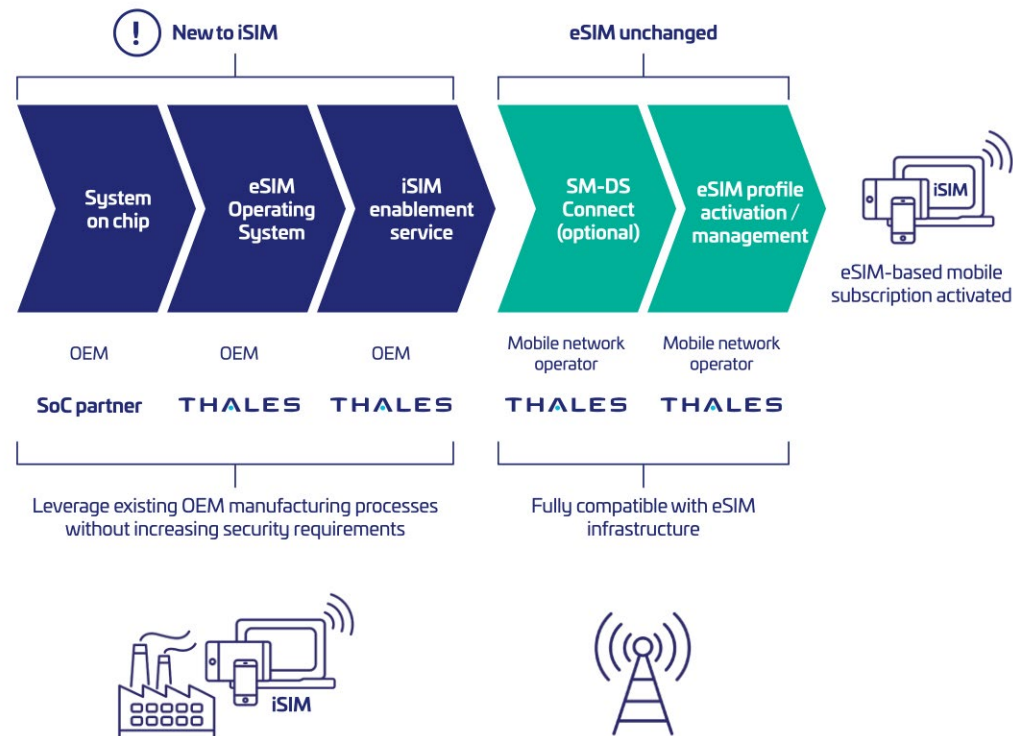 New to iSIM
eSIM unchanged
System
on chip
eSIM
Operating
System
iSIM
enablement
service
SM-DS
Connect
(optional)
eSIM profile
activation /
management
iSIM
eSIM-based mobile
subscription activated
OEM
OEM
OEM
Mobile network
operator
Mobile network
operator
SoC partner
THALES
THALES
THALES
THALES
Leverage existing OEM manufacturing processes
without increasing security requirements
Fully compatible with eSIM
infrastructure
iSIM